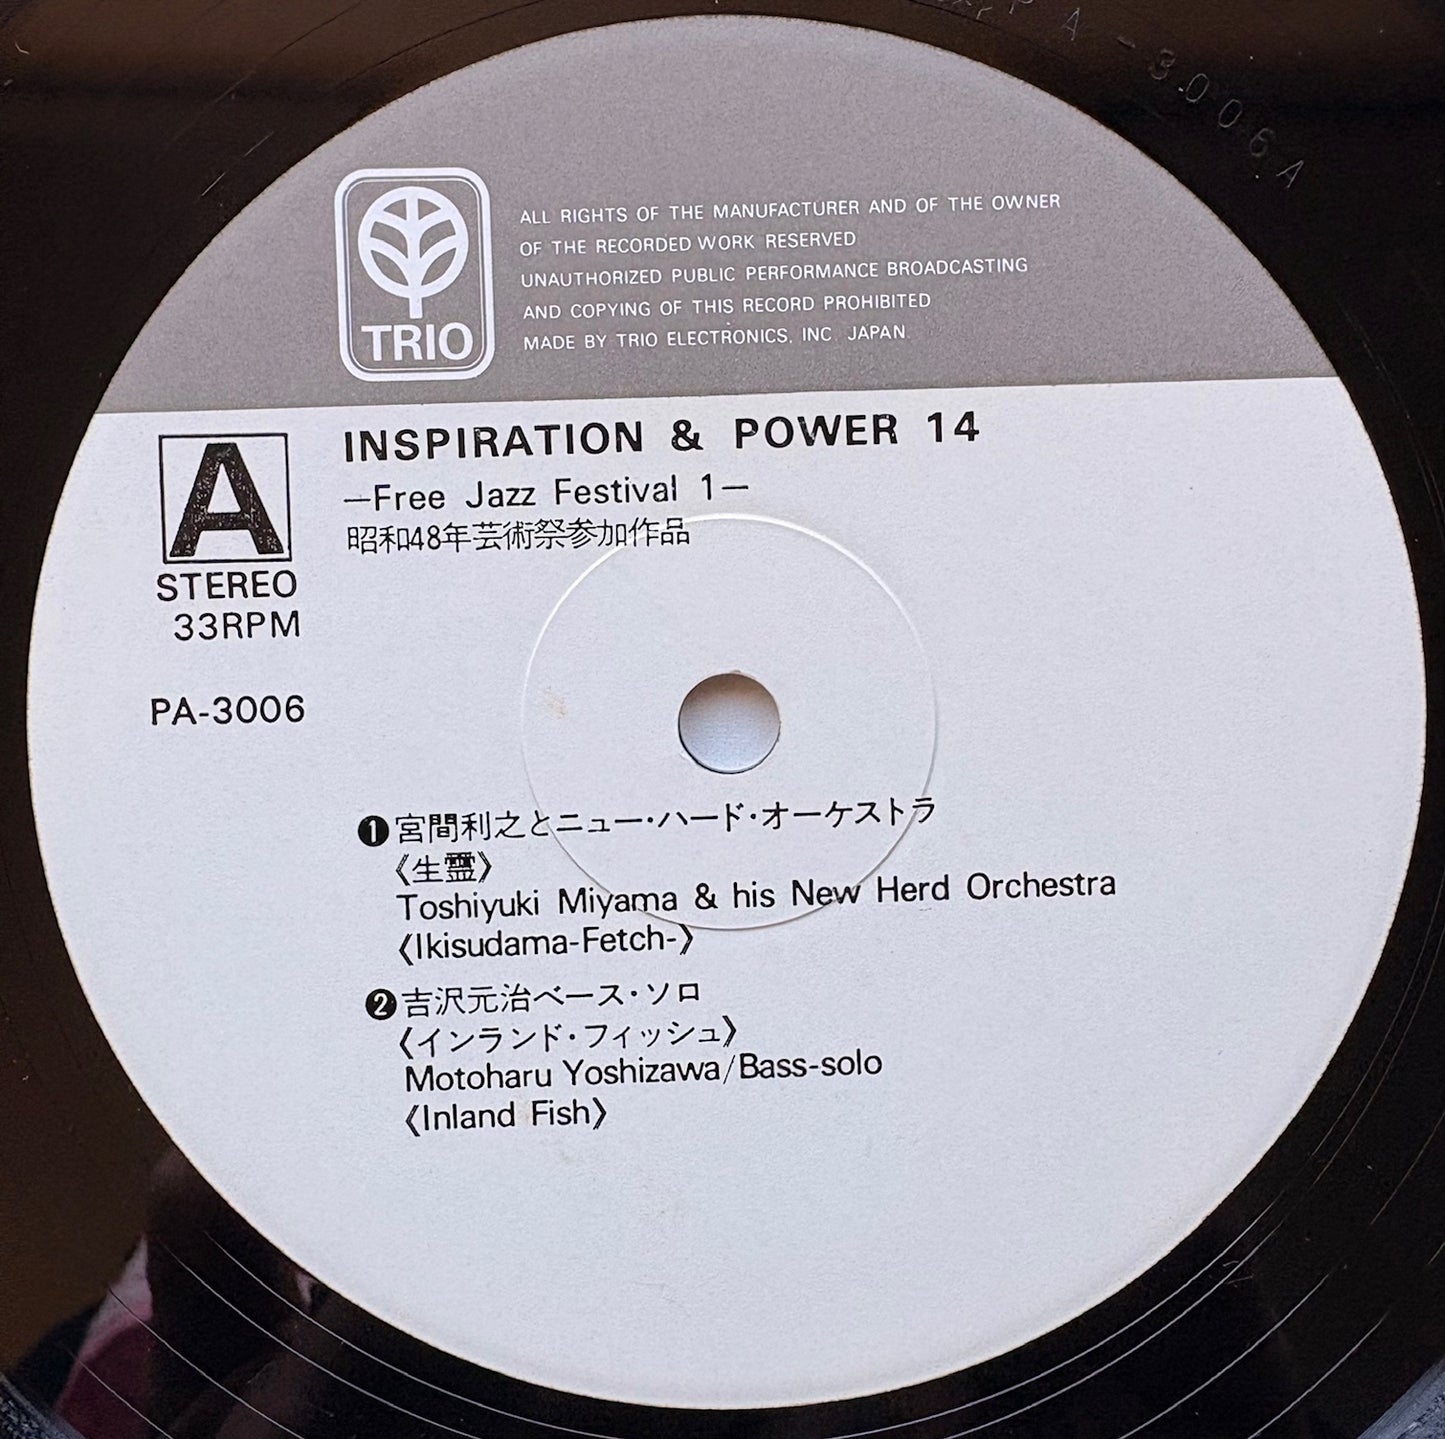 PA-3006A
TRIO
ALL RIGHTS OF THE MANUFACTURER AND OF THE OWNER
OF THE RECORDED WORK RESERVED
UNAUTHORIZED PUBLIC PERFORMANCE BROADCASTING
AND COPYING OF THIS RECORD PROHIBITED
MADE BY TRIO ELECTRONICS, INC JAPAN
A
STEREO
33RPM
PA-3006
INSPIRATION & POWER 14
—Free Jazz Festival 1—
昭和48年芸術祭参加作品
❶宮間利之とニュー・ハード・オーケストラ
《生霊》
Toshiyuki Miyama & his New Herd Orchestra
《Ikisudama-Fetch-》
❷吉沢元治ベース・ソロ
《インランド・フィッシュ》
Motoharu Yoshizawa/Bass-solo
《Inland Fish》